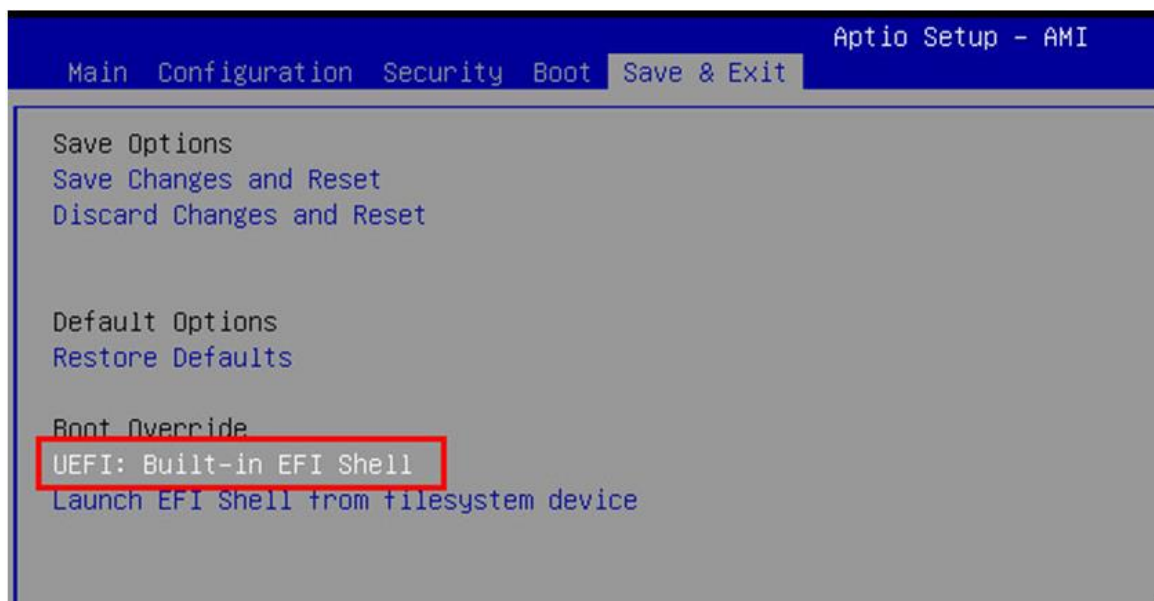 Aptio Setup - AMI
Main Configuration Security Boot Save & Exit
Save Options
Save Changes and Reset
Discard Changes and Reset
Default Options
Restore Defaults
Boot Override
UEFI: Built-in EFI Shell
Launch EFI Shell from filesystem device